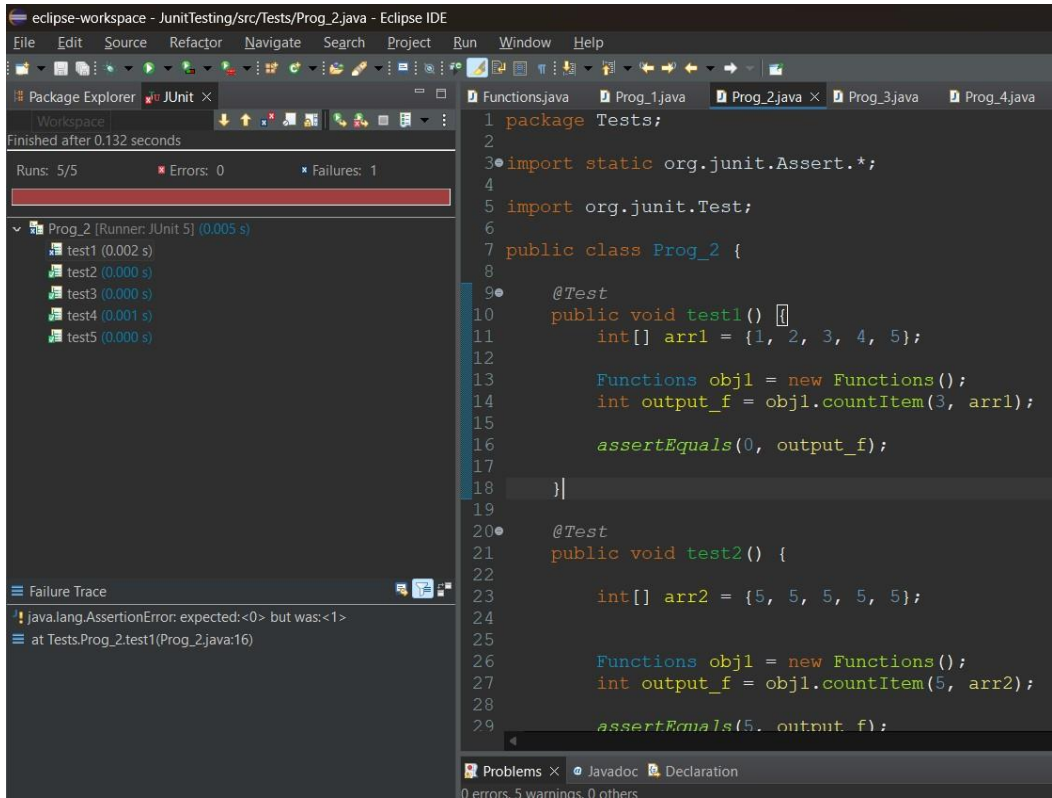 eclipse-workspace - JunitTesting/src/Tests/Prog_2.java - Eclipse IDE
File Edit Source Refactor Navigate Search Project Run Window Help
Package Explorer JUnit
Workspace
Finished after 0.132 seconds
Runs: 5/5 Errors: 0 Failures: 1
Prog_2 [Runner: JUnit 5] (0.005 s)
test1 (0.002 s)
test2 (0.000 s)
test3 (0.000 s)
test4 (0.001 s)
test5 (0.000 s)
Failure Trace
java.lang.AssertionError: expected:<0> but was:<1>
at Tests.Prog_2.test1(Prog_2.java:16)
Functions.java Prog_1.java Prog_2.java Prog_3.java Prog_4.java
1 package Tests;
2
3 import static org.junit.Assert.*;
4
5 import org.junit.Test;
6
7 public class Prog_2 {
8
9 @Test
10 public void test1() {
11 int[] arr1 = {1, 2, 3, 4, 5};
12
13 Functions obj1 = new Functions();
14 int output_f = obj1.countItem(3, arr1);
15
16 assertEquals(0, output_f);
17
18 }
19
20 @Test
21 public void test2() {
22
23 int[] arr2 = {5, 5, 5, 5, 5};
24
25
26 Functions obj1 = new Functions();
27 int output_f = obj1.countItem(5, arr2);
28
29 assertEquals(5, output_f);
Problems Javadoc Declaration
0 errors, 5 warnings, 0 others